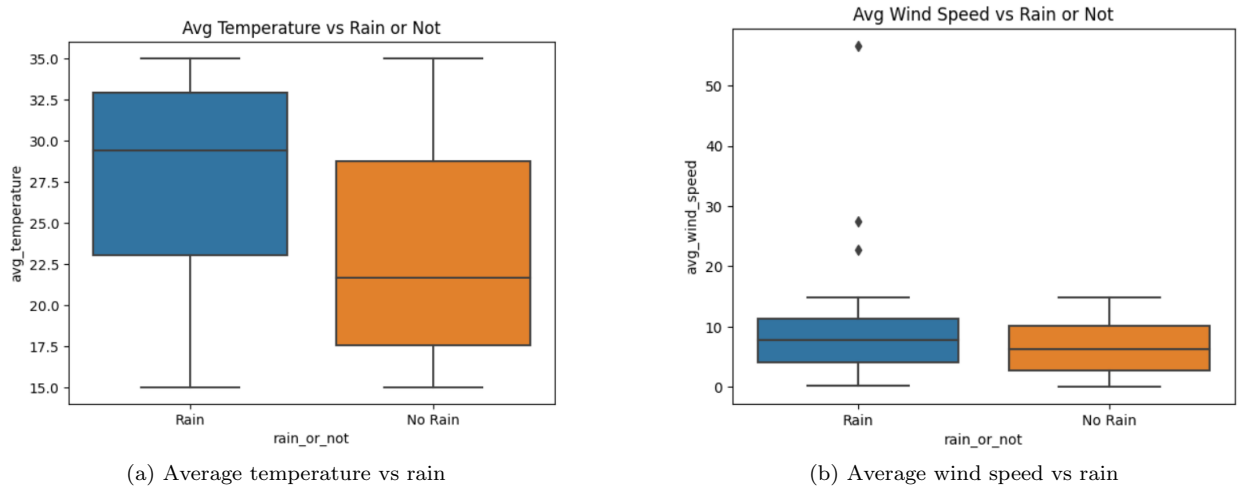 Avg Temperature vs Rain or Not
35.0
32.5
30.0
27.5
25.0
22.5
20.0
17.5
15.0
avg_temperature
Rain
No Rain
rain_or_not
(a) Average temperature vs rain
Avg Wind Speed vs Rain or Not
50
40
30
20
10
0
avg_wind_speed
Rain
No Rain
rain_or_not
(b) Average wind speed vs rain